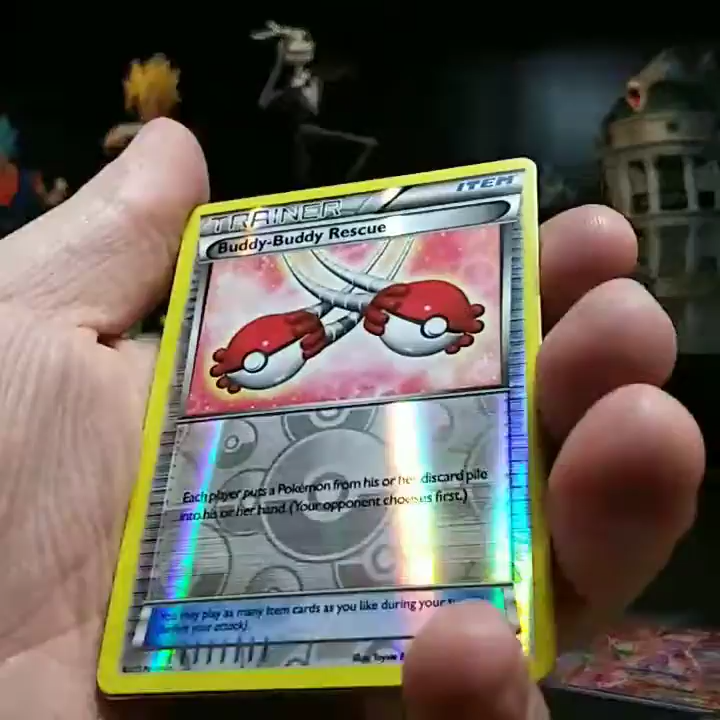 ITEM
TRAINER
Buddy-Buddy Rescue
Each player puts a Pokémon from his or her discard pile
into his or her hand. (Your opponent chooses first.)
You may play as many Item cards as you like during your
your attack).
Illus.